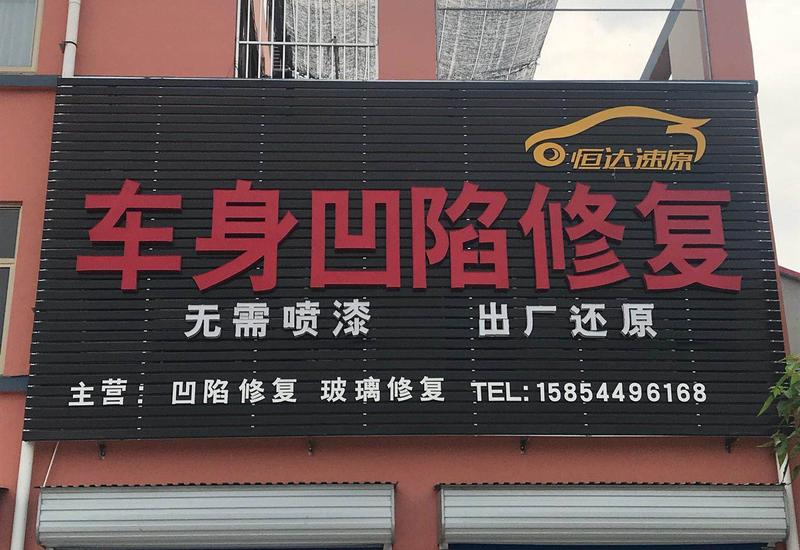 恒达速原
车身凹陷修复
无需喷漆 出厂还原
主营：凹陷修复 玻璃修复 TEL:15854496168